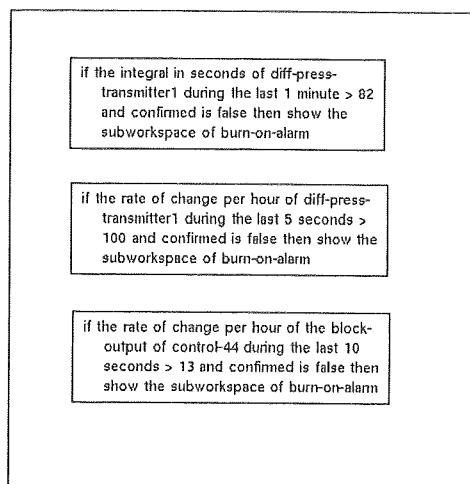 if the integral in seconds of diff-press-
transmitter1 during the last 1 minute > 82
and confirmed is false then show the
subworkspace of burn-on-alarm
if the rate of change per hour of diff-press-
transmitter1 during the last 5 seconds >
100 and confirmed is false then show the
subworkspace of burn-on-alarm
if the rate of change per hour of the block-
output of control-44 during the last 10
seconds > 13 and confirmed is false then
show the subworkspace of burn-on-alarm